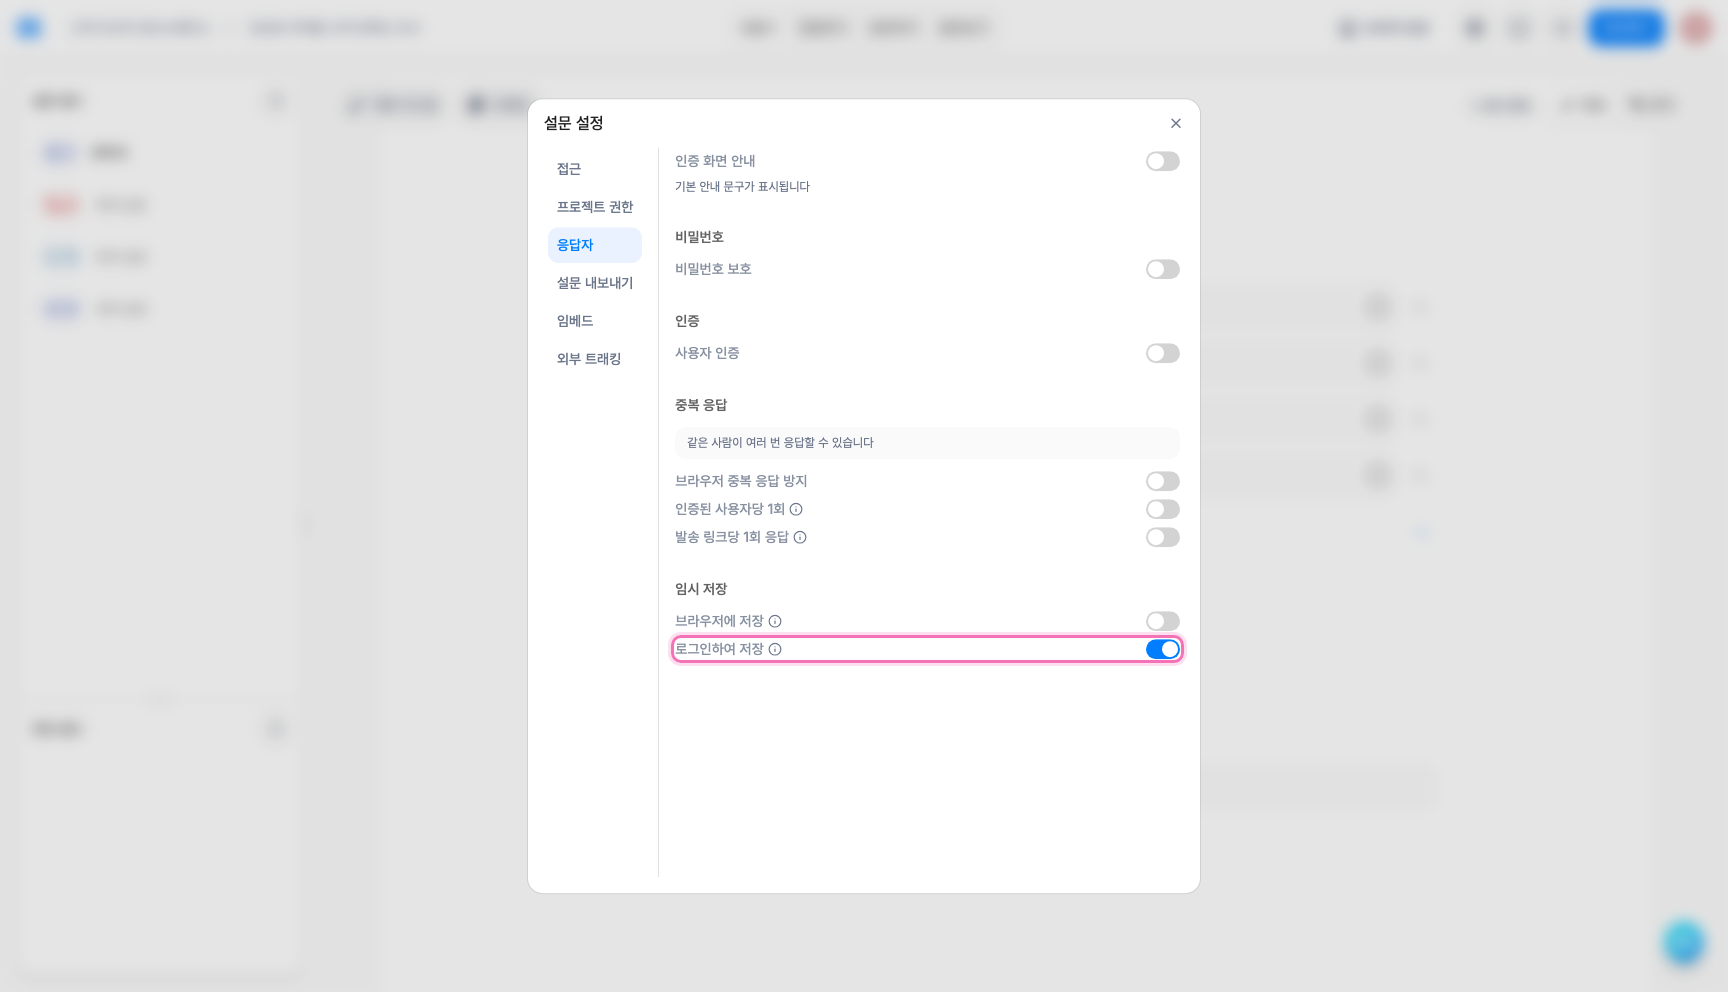 설문 설정
접근
프로젝트 권한
응답자
설문 내보내기
임베드
외부 트래킹
인증 화면 안내
기본 안내 문구가 표시됩니다
비밀번호
비밀번호 보호
인증
사용자 인증
중복 응답
같은 사람이 여러 번 응답할 수 있습니다
브라우저 중복 응답 방지
인증된 사용자당 1회
발송 링크당 1회 응답
임시 저장
브라우저에 저장
로그인하여 저장